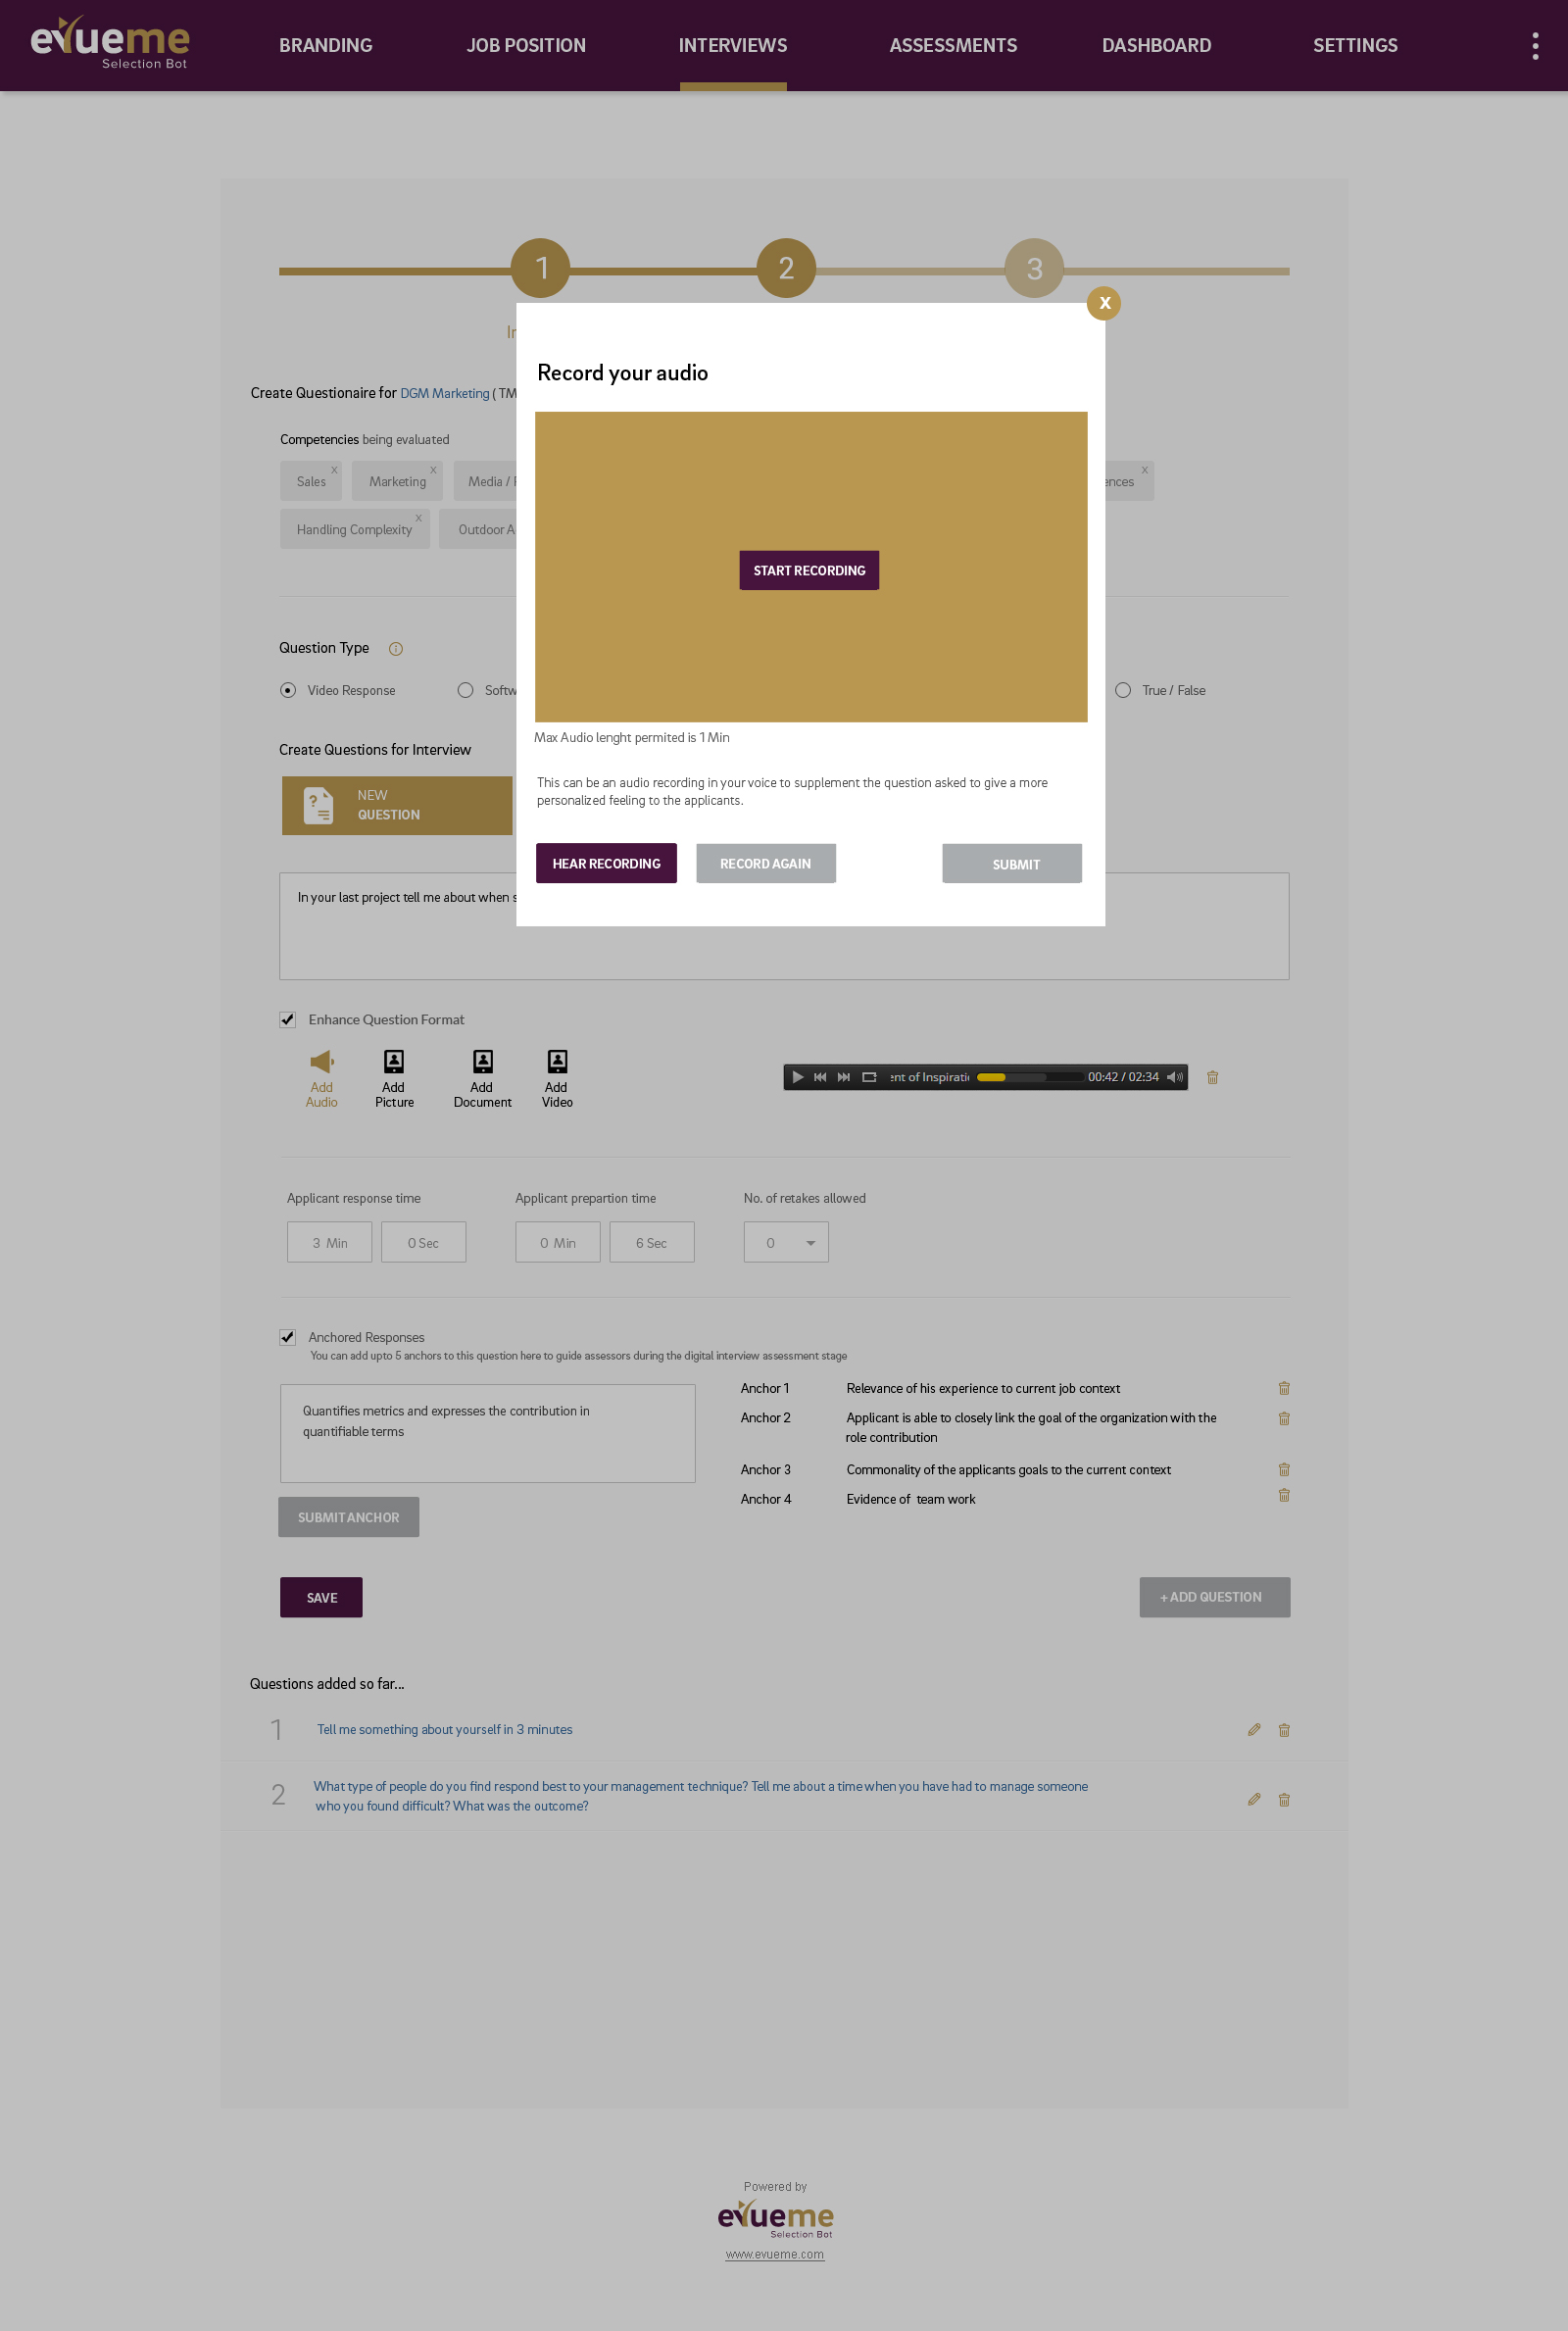 evueme
Selection Bot
BRANDING
JOB POSITION
INTERVIEWS
ASSESSMENTS
DASHBOARD
SETTINGS
1
2
3
X
Record your audio
Create Questionaire for DGM Marketing ( TM
Competencies being evaluated
Sales x
Marketing x
Media /
ences x
Handling Complexity x
Outdoor A
START RECORDING
Question Type
Video Response
Softw
True / False
Max Audio lenght permited is 1 Min
Create Questions for Interview
This can be an audio recording in your voice to supplement the question asked to give a more
personalized feeling to the applicants.
NEW
QUESTION
HEAR RECORDING
RECORD AGAIN
SUBMIT
In your last project tell me about when s
Enhance Question Format
Add
Audio
Add
Picture
Add
Document
Add
Video
ent of Inspiratio
00:42 / 02:34
Applicant response time
Applicant prepartion time
No. of retakes allowed
3 Min
0 Sec
0 Min
6 Sec
0
Anchored Responses
You can add upto 5 anchors to this question here to guide assessors during the digital interview assessment stage
Quantifies metrics and expresses the contribution in
quantifiable terms
Anchor 1 Relevance of his experience to current job context
Anchor 2 Applicant is able to closely link the goal of the organization with the
role contribution
Anchor 3 Commonality of the applicants goals to the current context
Anchor 4 Evidence of team work
SUBMIT ANCHOR
SAVE
+ ADD QUESTION
Questions added so far...
1 Tell me something about yourself in 3 minutes
2 What type of people do you find respond best to your management technique? Tell me about a time when you have had to manage someone
who you found difficult? What was the outcome?
Powered by
evueme
Selection Bot
www.evueme.com